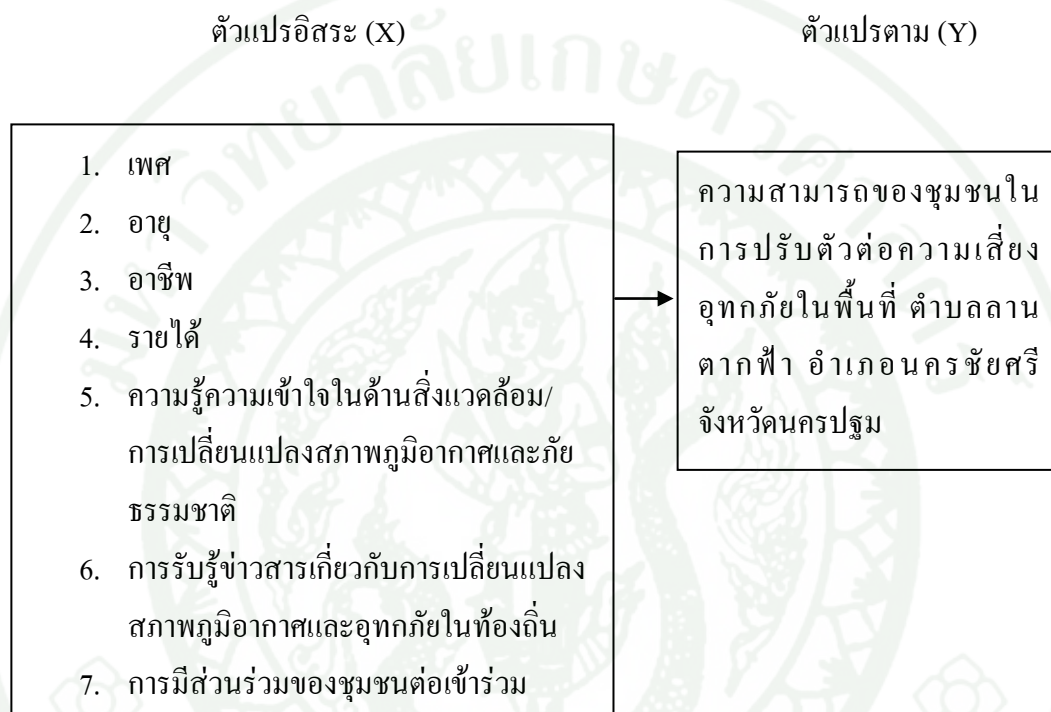 ตัวแปรอิสระ (X)
ตัวแปรตาม (Y)
1. เพศ
2. อายุ
3. อาชีพ
4. รายได้
5. ความรู้ความเข้าใจในด้านสิ่งแวดล้อม/
การเปลี่ยนแปลงสภาพภูมิอากาศและภัย
ธรรมชาติ
6. การรับรู้ข่าวสารเกี่ยวกับการเปลี่ยนแปลง
สภาพภูมิอากาศและอุทกภัยในท้องถิ่น
7. การมีส่วนร่วมของชุมชนต่อเข้าร่วม
ความสามารถของชุมชนใน
การปรับตัวต่อความเสี่ยง
อุทกภัยในพื้นที่ ตำบลลาน
ตากฟ้า อำเภอนครชัยศรี
จังหวัดนครปฐม